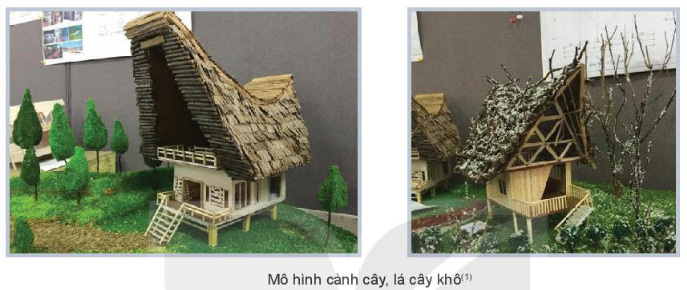 Mô hình cành cây, lá cây khô⁽¹⁾